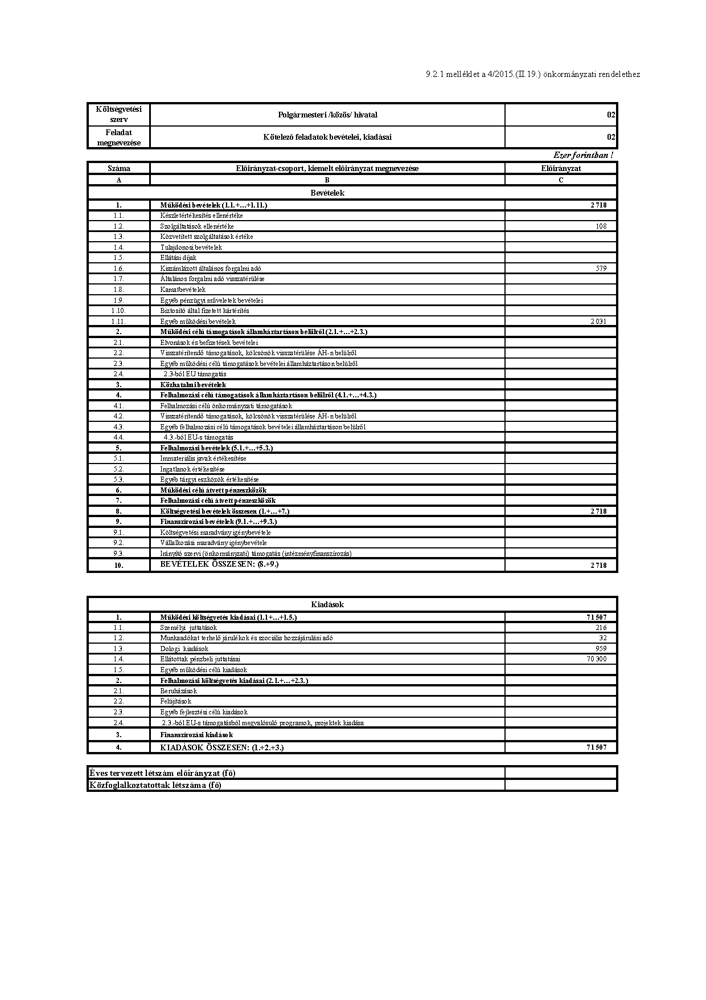 9.2.1 melléklet a 4/2015.(II.19.) önkormányzati rendelethez
Költségvetési szerv Polgármesteri /közös/ hivatal 02
Feladat megnevezése Kötelező feladatok bevételei, kiadásai 02
Ezer forintban !
Száma Előirányzat-csoport, kiemelt előirányzat megnevezése Előirányzat
A B C
Bevételek
1. Működési bevételek (1.1.+…+1.11.) 2 718
1.1. Készletértékesítés ellenértéke
1.2. Szolgáltatások ellenértéke 108
1.3. Közvetített szolgáltatások értéke
1.4. Tulajdonosi bevételek
1.5. Ellátási díjak
1.6. Kiszámlázott általános forgalmi adó 579
1.7. Általános forgalmi adó visszatérülése
1.8. Kamatbevételek
1.9. Egyéb pénzügyi műveletek bevételei
1.10. Biztosító által fizetett kártérítés
1.11. Egyéb működési bevételek 2 031
2. Működési célú támogatások államháztartáson belülről (2.1.+…+2.3.)
2.1. Elvonások és befizetések bevételei
2.2. Visszatérítendő támogatások, kölcsönök visszatérülése ÁH-n belülről
2.3. Egyéb működési célú támogatások bevételei államháztartáson belülről
2.4. 2.3-ból EU támogatás
3. Közhatalmi bevételek
4. Felhalmozási célú támogatások államháztartáson belülről (4.1.+…+4.3.)
4.1. Felhalmozási célú önkormányzati támogatások
4.2. Visszatérítendő támogatások, kölcsönök visszatérülése ÁH-n belülről
4.3. Egyéb felhalmozási célú támogatások bevételei államháztartáson belülről
4.4. 4.3.-ból EU-s támogatás
5. Felhalmozási bevételek (5.1.+…+5.3.)
5.1. Immateriális javak értékesítése
5.2. Ingatlanok értékesítése
5.3. Egyéb tárgyi eszközök értékesítése
6. Működési célú átvett pénzeszközök
7. Felhalmozási célú átvett pénzeszközök
8. Költségvetési bevételek összesen (1.+…+7.) 2 718
9. Finanszírozási bevételek (9.1.+…+9.3.)
9.1. Költségvetési maradvány igénybevétele
9.2. Vállalkozási maradvány igénybevétele
9.3. Irányító szervi (önkormányzati) támogatás (intézményfinanszírozás)
10. BEVÉTELEK ÖSSZESEN: (8.+9.) 2 718
Kiadások
1. Működési költségvetés kiadásai (1.1+…+1.5.) 71 507
1.1. Személyi juttatások 216
1.2. Munkaadókat terhelő járulékok és szociális hozzájárulási adó 32
1.3. Dologi kiadások 959
1.4. Ellátottak pénzbeli juttatásai 70 300
1.5. Egyéb működési célú kiadások
2. Felhalmozási költségvetés kiadásai (2.1.+…+2.3.)
2.1. Beruházások
2.2. Felújítások
2.3. Egyéb fejlesztési célú kiadások
2.4. 2.3.-ból EU-s támogatásból megvalósuló programok, projektek kiadása
3. Finanszírozási kiadások
4. KIADÁSOK ÖSSZESEN: (1.+2.+3.) 71 507
Éves tervezett létszám előirányzat (fő)
Közfoglalkoztatottak létszáma (fő)